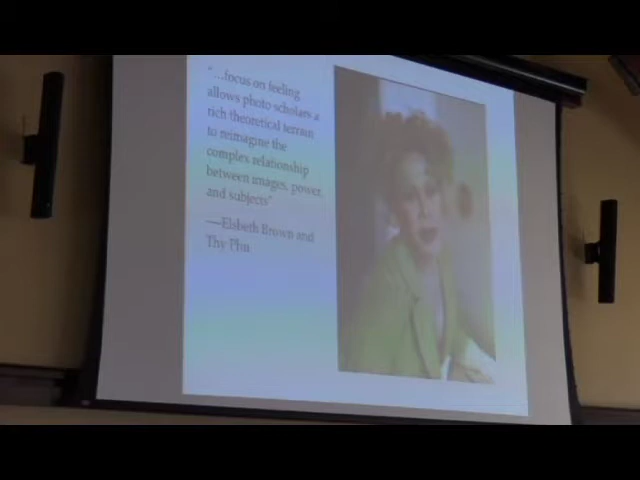 "...focus on feeling
allows photo scholars a
rich theoretical terrain
to reimagine the
complex relationship
between images, power,
and subjects"
—Elsbeth Brown and
Thy Phu